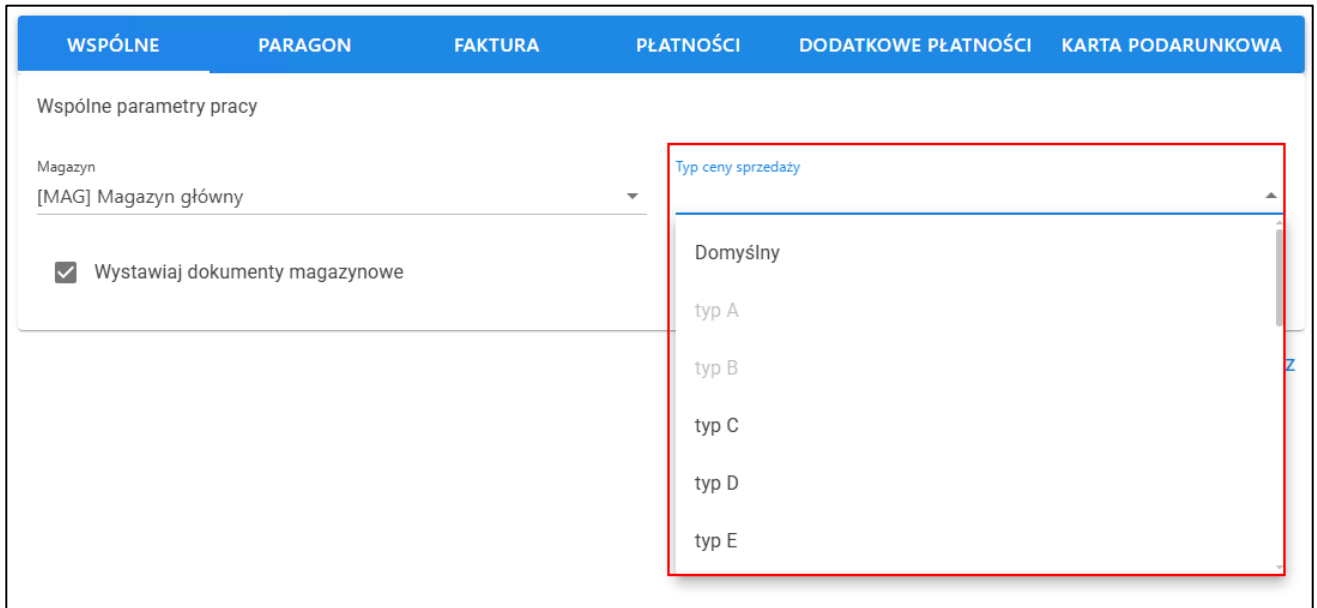 WSPÓLNE PARAGON FAKTURA PŁATNOŚCI DODATKOWE PŁATNOŚCI KARTA PODARUNKOWA
Wspólne parametry pracy
Magazyn
[MAG] Magazyn główny
Wystawiaj dokumenty magazynowe
Typ ceny sprzedaży
Domyślny
typ A
typ B
typ C
typ D
typ E
Z